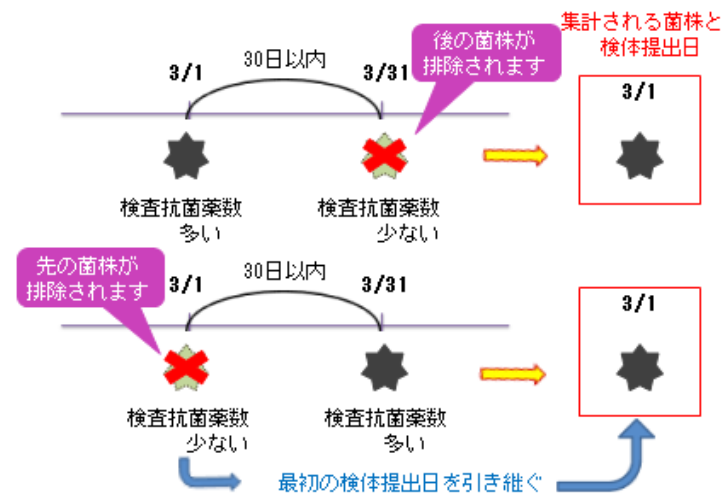 集計される菌株と
検体提出日
後の菌株が
排除されます
3/1
30日以内
3/31
3/1
検査抗菌薬数
多い
検査抗菌薬数
少ない
先の菌株が
排除されます
3/1
30日以内
3/31
3/1
検査抗菌薬数
少ない
検査抗菌薬数
多い
最初の検体提出日を引き継ぐ